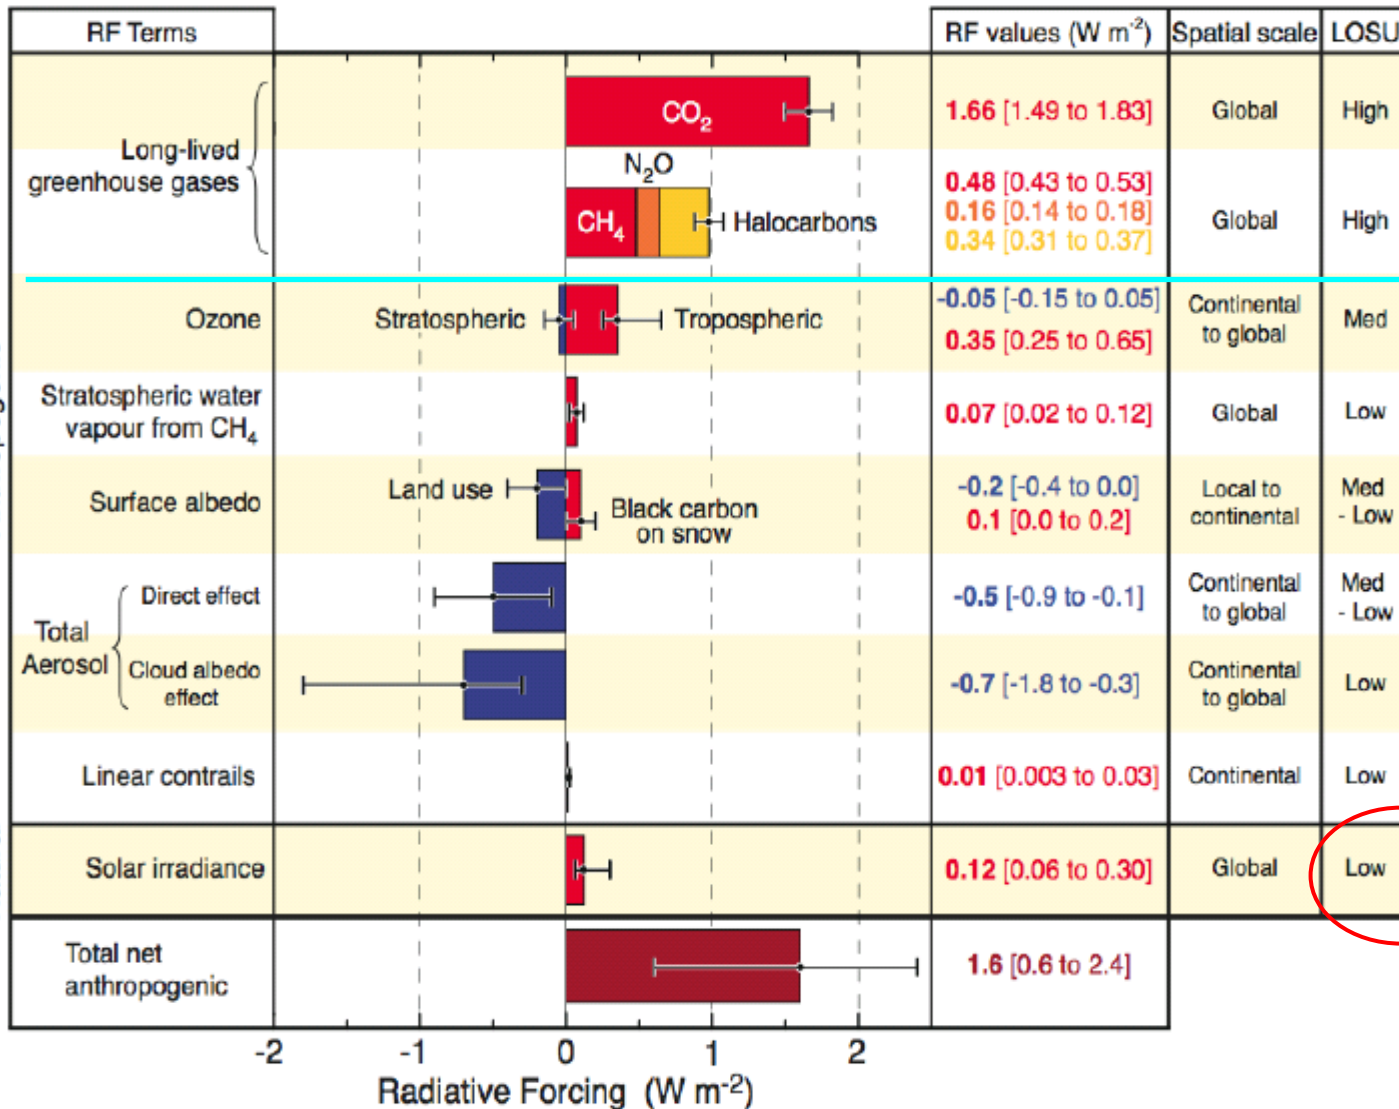 RF Terms
RF values (W m⁻²)
Spatial scale
LOSU
Long-lived
greenhouse gases
CO₂
1.66 [1.49 to 1.83]
Global
High
N₂O
CH₄
Halocarbons
0.48 [0.43 to 0.53]
0.16 [0.14 to 0.18]
0.34 [0.31 to 0.37]
Global
High
Ozone
Stratospheric
Tropospheric
-0.05 [-0.15 to 0.05]
0.35 [0.25 to 0.65]
Continental
to global
Med
Stratospheric water
vapour from CH₄
0.07 [0.02 to 0.12]
Global
Low
Surface albedo
Land use
Black carbon
on snow
-0.2 [-0.4 to 0.0]
0.1 [0.0 to 0.2]
Local to
continental
Med
- Low
Total
Aerosol
Direct effect
-0.5 [-0.9 to -0.1]
Continental
to global
Med
- Low
Cloud albedo
effect
-0.7 [-1.8 to -0.3]
Continental
to global
Low
Linear contrails
0.01 [0.003 to 0.03]
Continental
Low
Solar irradiance
0.12 [0.06 to 0.30]
Global
Low
Total net
anthropogenic
1.6 [0.6 to 2.4]
-2 -1 0 1 2
Radiative Forcing (W m⁻²)